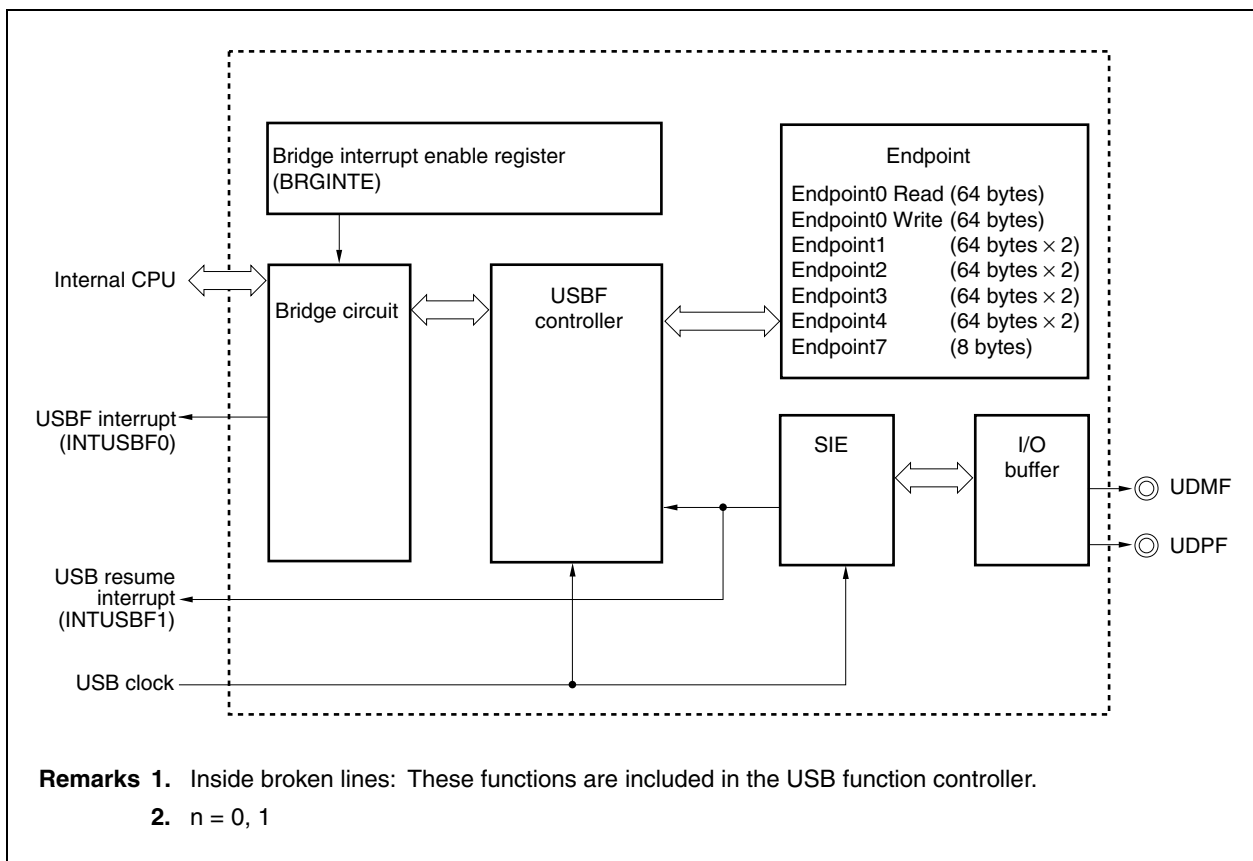 Bridge interrupt enable register
(BRGINTE)
Endpoint
Endpoint0 Read (64 bytes)
Endpoint0 Write (64 bytes)
Endpoint1 (64 bytes × 2)
Endpoint2 (64 bytes × 2)
Endpoint3 (64 bytes × 2)
Endpoint4 (64 bytes × 2)
Endpoint7 (8 bytes)
Internal CPU
Bridge circuit
USBF
controller
USBF interrupt
(INTUSBF0)
SIE
I/O
buffer
UDMF
UDPF
USB resume
interrupt
(INTUSBF1)
USB clock
Remarks 1. Inside broken lines: These functions are included in the USB function controller.
2. n = 0, 1